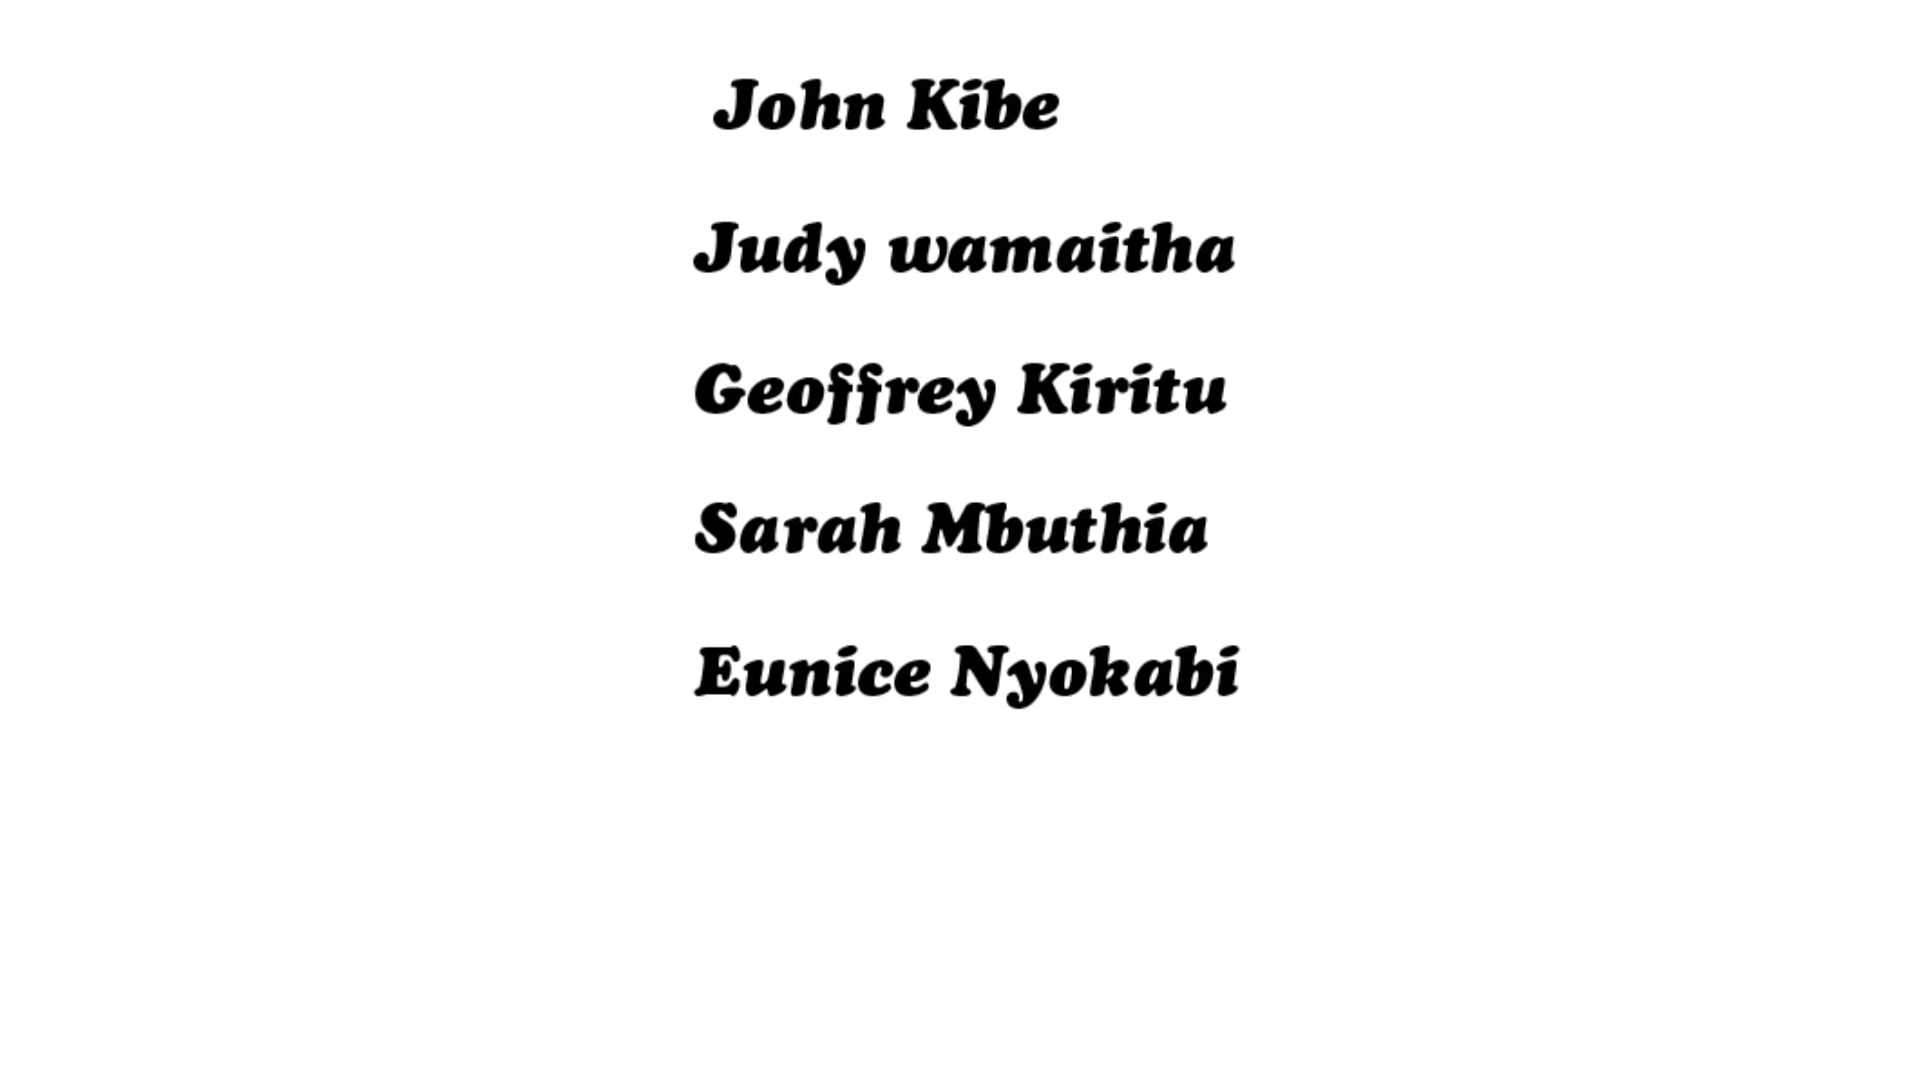 John Kibe
Judy wamaitha
Geoffrey Kiritu
Sarah Mbuthia
Eunice Nyokabi